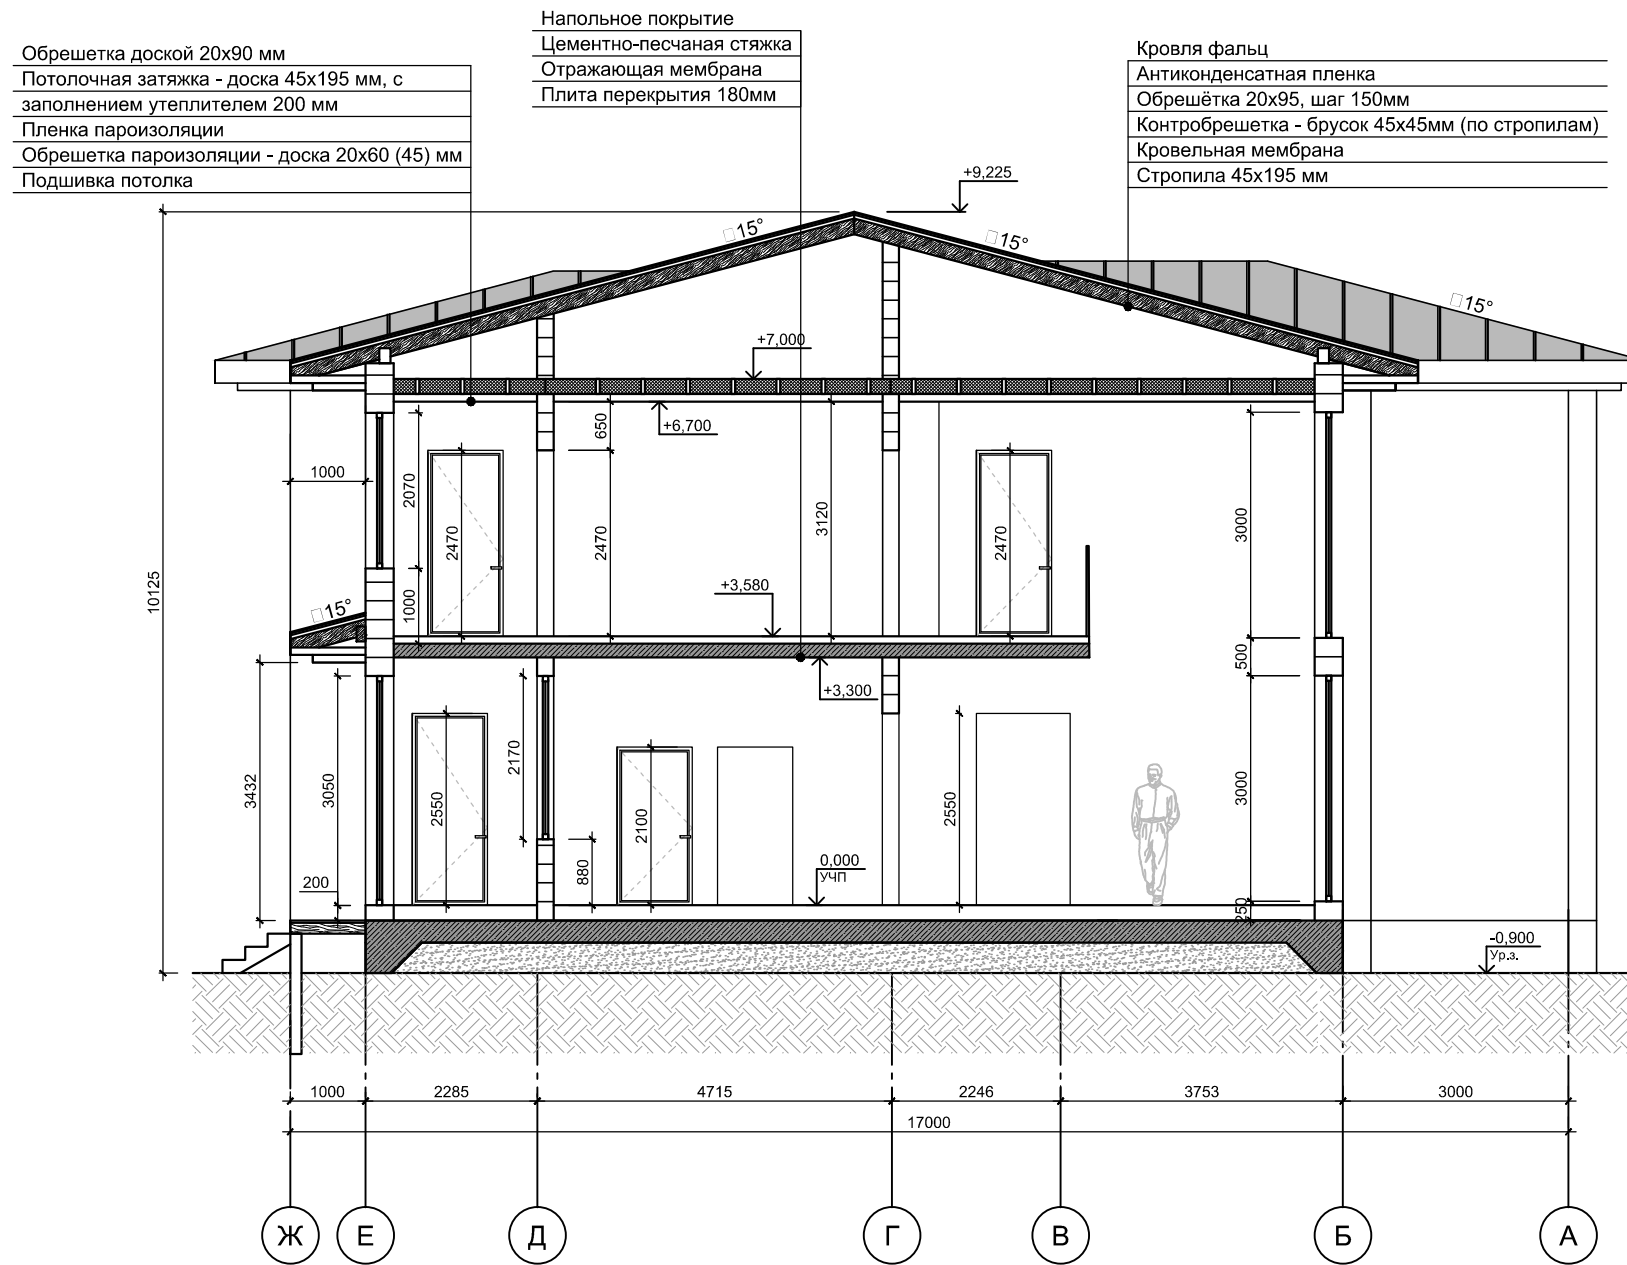 Напольное покрытие
Цементно-песчаная стяжка
Отражающая мембрана
Плита перекрытия 180мм
Обрешетка доской 20х90 мм
Потолочная затяжка - доска 45х195 мм, с
заполнением утеплителем 200 мм
Пленка пароизоляции
Обрешетка пароизоляции - доска 20х60 (45) мм
Подшивка потолка
Кровля фальц
Антиконденсатная пленка
Обрешётка 20х95, шаг 150мм
Контробрешетка - брусок 45х45мм (по стропилам)
Кровельная мембрана
Стропила 45х195 мм
+9,225
15°
15°
15°
+7,000
+6,700
650
1000
2070
2470
2470
3120
2470
3000
10125
+3,580
1000
15°
500
+3,300
3432
3050
2550
2170
2100
2550
3000
880
0,000
УЧП
200
250
-0,900
Ур.з.
1000
2285
4715
2246
3753
3000
17000
Ж
Е
Д
Г
В
Б
А